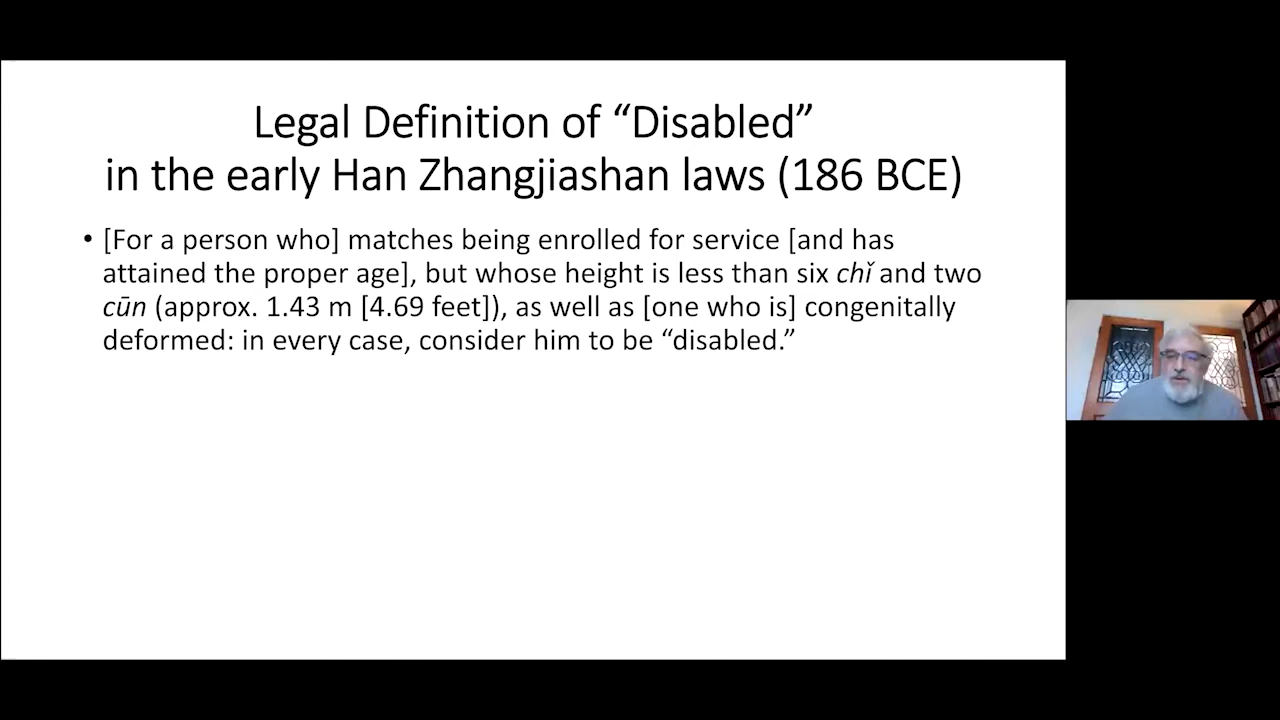 Legal Definition of “Disabled”
in the early Han Zhangjiashan laws (186 BCE)
• [For a person who] matches being enrolled for service [and has
attained the proper age], but whose height is less than six chǐ and two
cūn (approx. 1.43 m [4.69 feet]), as well as [one who is] congenitally
deformed: in every case, consider him to be “disabled.”